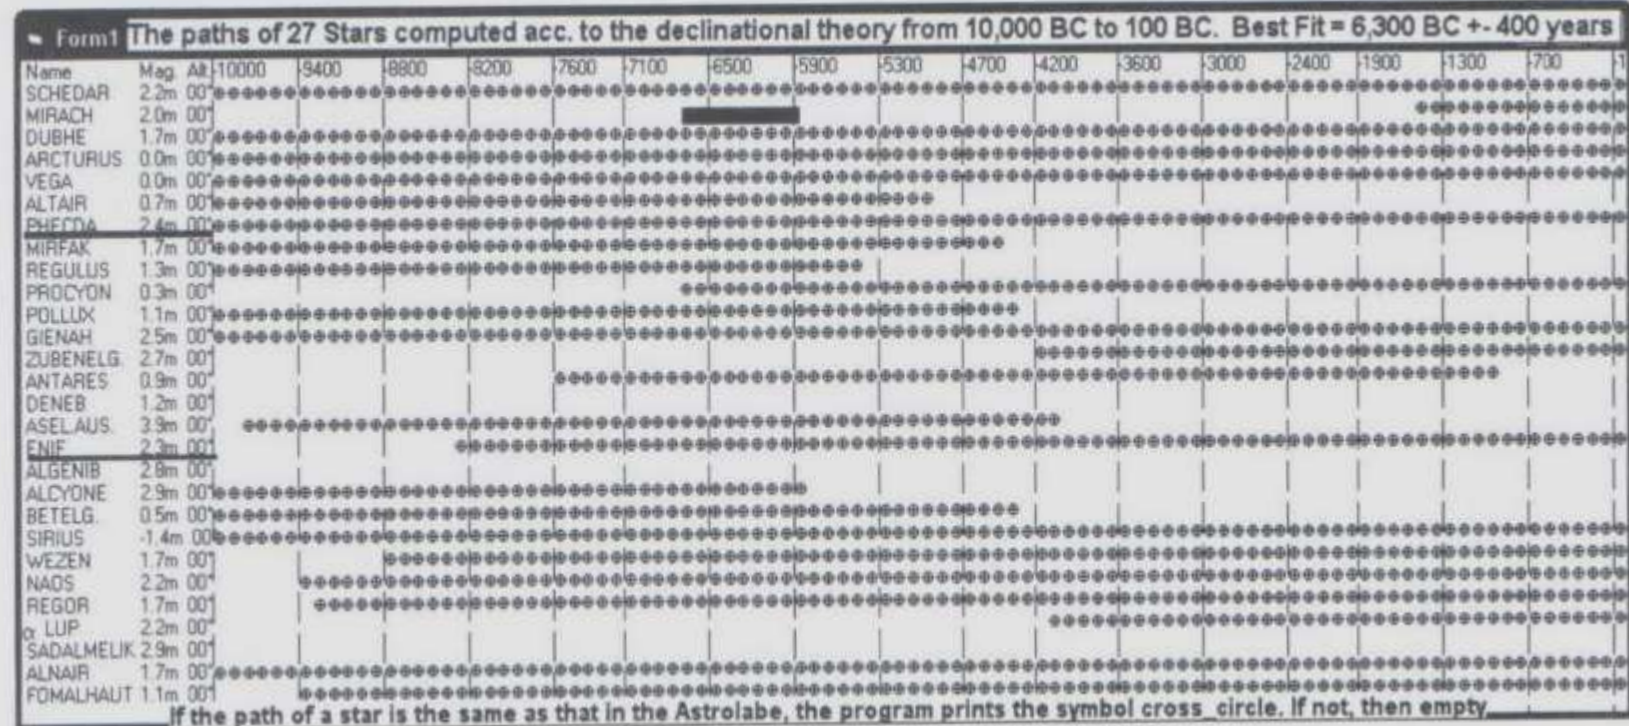 Form1 The paths of 27 Stars computed acc. to the declinational theory from 10,000 BC to 100 BC. Best Fit = 6,300 BC +- 400 years
Name Mag. Alt -10000 -9400 -8800 -8200 -7600 -7100 -6500 -5900 -5300 -4700 -4200 -3600 -3000 -2400 -1900 -1300 -700 -1
SCHEDAR 2.2m 00°
MIRACH 2.0m 00°
DUBHE 1.7m 00°
ARCTURUS 0.0m 00°
VEGA 0.0m 00°
ALTAIR 0.7m 00°
PHECDA 2.4m 00°
MIRFAK 1.7m 00°
REGULUS 1.3m 00°
PROCYON 0.3m 00°
POLLUX 1.1m 00°
GIENAH 2.5m 00°
ZUBENELG. 2.7m 00°
ANTARES 0.9m 00°
DENEB 1.2m 00°
ASEL.AUS. 3.9m 00°
ENIF 2.3m 00°
ALGENIB 2.8m 00°
ALCYONE 2.9m 00°
BETELG. 0.5m 00°
SIRIUS -1.4m 00°
WEZEN 1.7m 00°
NAOS 2.2m 00°
REGOR 1.7m 00°
α LUP 2.2m 00°
SADALMELIK 2.9m 00°
ALNAIR 1.7m 00°
FOMALHAUT 1.1m 00°
If the path of a star is the same as that in the Astrolabe, the program prints the symbol cross_circle. If not, then empty